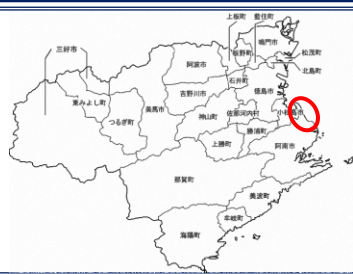 上板町 藍住町
三好市
鳴門市
板野町
松茂町
阿波市
北島町
石井町
東みよし町
吉野川市
徳島市
美馬市
つるぎ町
神山町
佐那河内村
小松島市
勝浦町
上勝町
阿南市
那賀町
美波町
牟岐町
海陽町